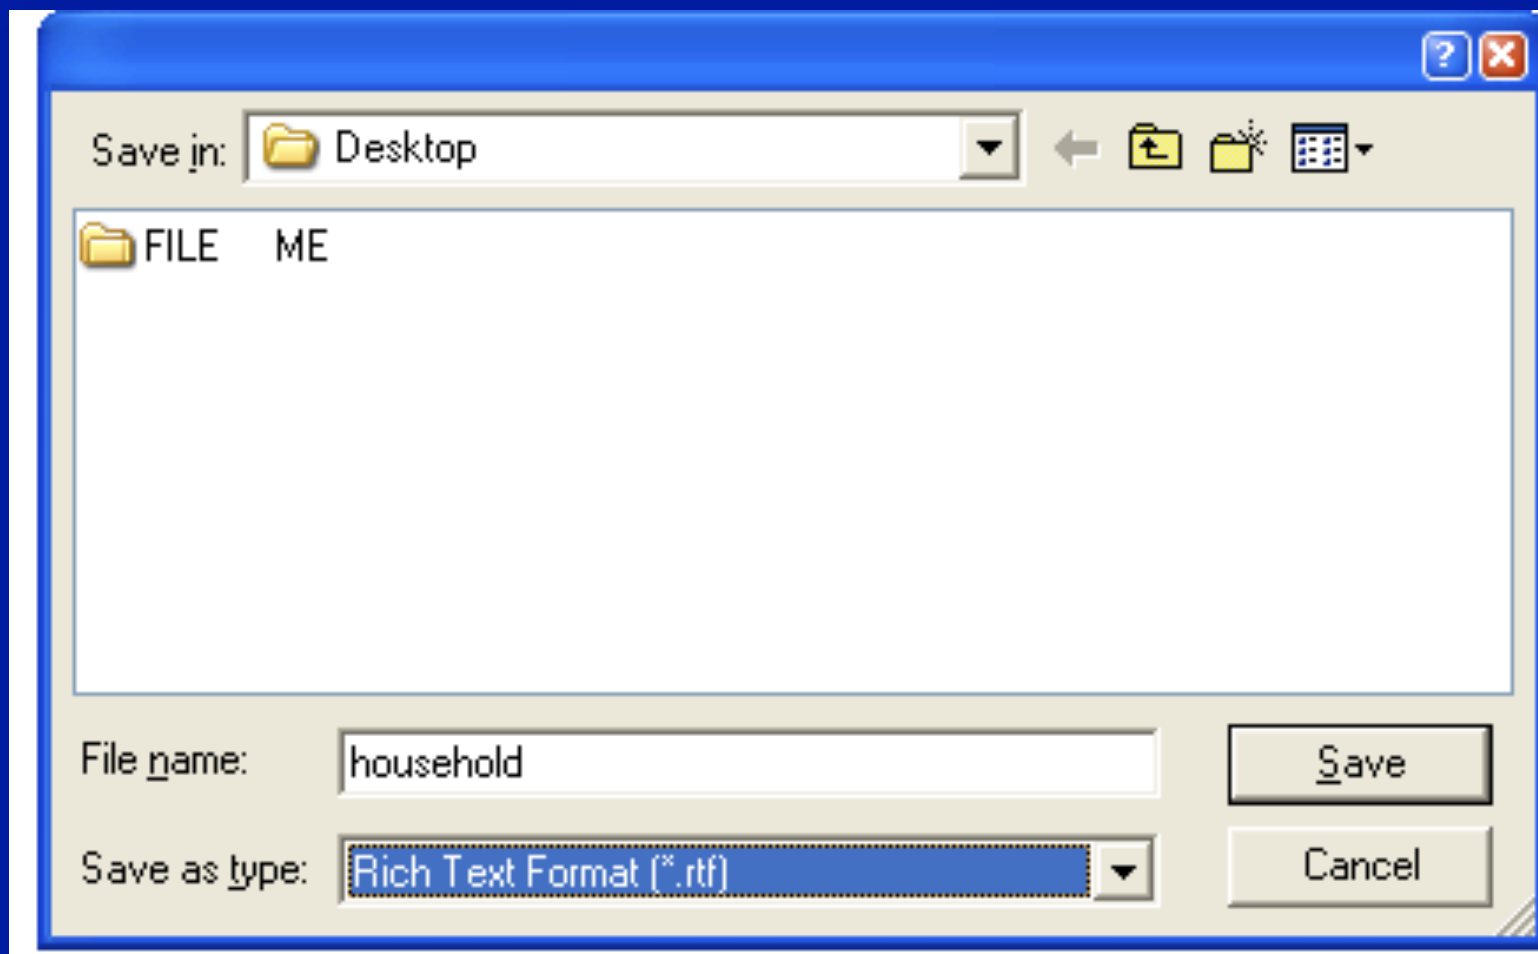 ?
Save in: Desktop
FILE ME
File name: household Save
Save as type: Rich Text Format (*.rtf) Cancel